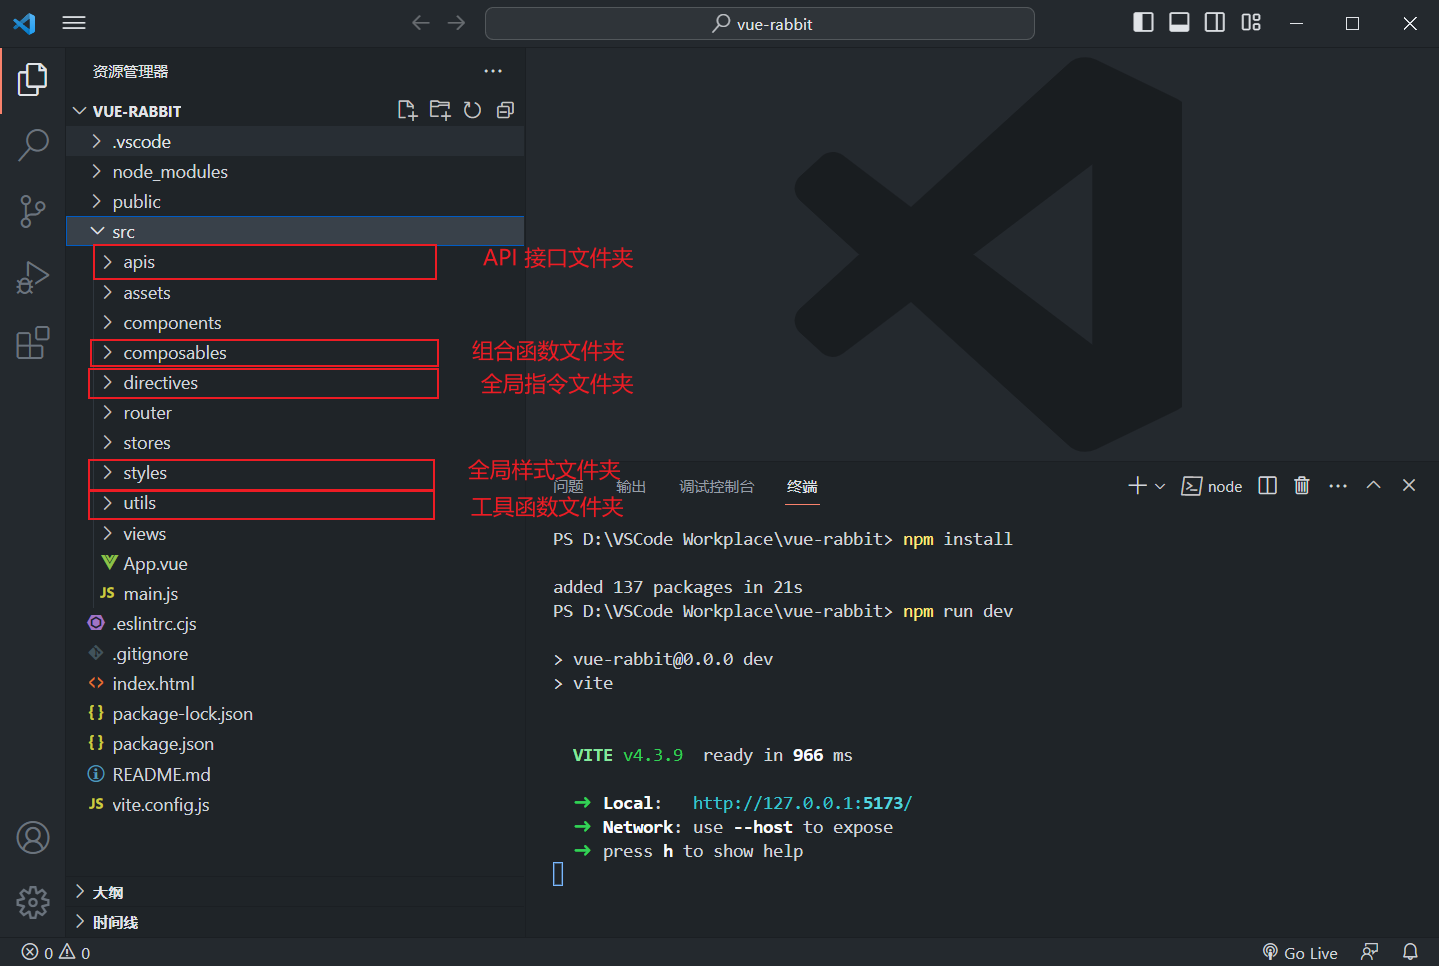 vue-rabbit
资源管理器
VUE-RABBIT
.vscode
node_modules
public
src
apis
API 接口文件夹
assets
components
composables
组合函数文件夹
directives
全局指令文件夹
router
stores
styles
全局样式文件夹
utils
工具函数文件夹
views
App.vue
JS main.js
.eslintrc.cjs
.gitignore
index.html
package-lock.json
package.json
README.md
JS vite.config.js
大纲
时间线
问题 输出 调试控制台 终端
node
PS D:\VSCode Workplace\vue-rabbit> npm install
added 137 packages in 21s
PS D:\VSCode Workplace\vue-rabbit> npm run dev
> vue-rabbit@0.0.0 dev
> vite
VITE v4.3.9 ready in 966 ms
➜ Local: http://127.0.0.1:5173/
➜ Network: use --host to expose
➜ press h to show help
0 0
Go Live